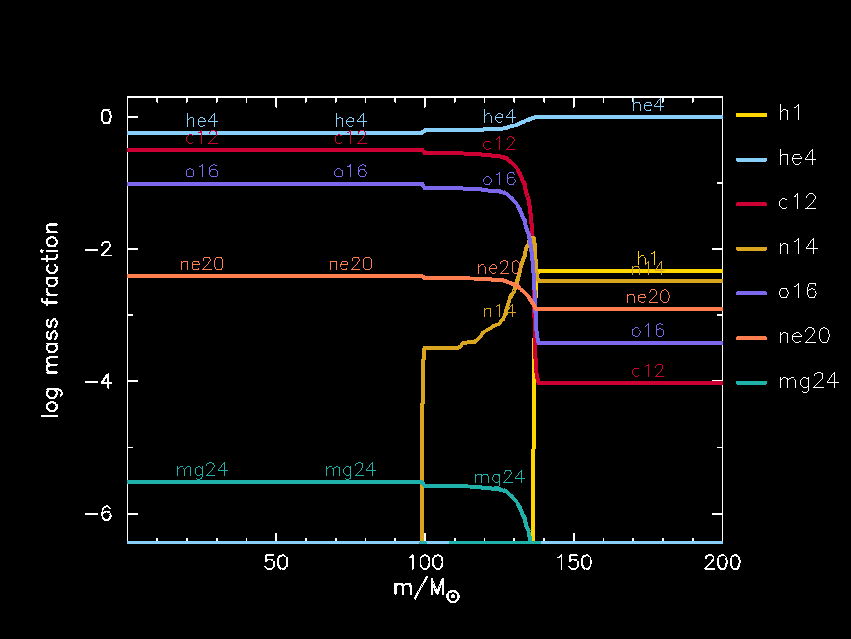 0
-2
-4
-6
log mass fraction
he4 he4 he4 he4
c12 c12 c12
o16 o16 o16
h1
n14
ne20 ne20 ne20
ne20
n14
o16
c12
mg24 mg24 mg24
50 100 150 200
m/M☉
h1
he4
c12
n14
o16
ne20
mg24